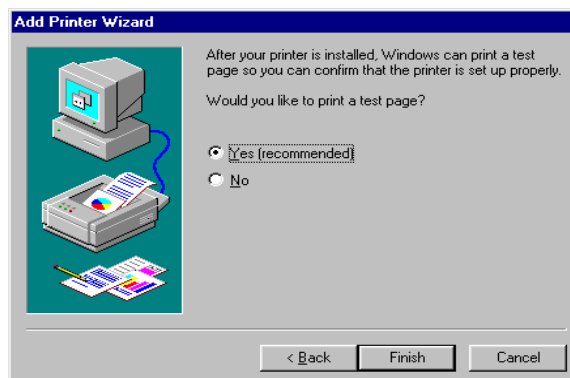 Add Printer Wizard
After your printer is installed, Windows can print a test
page so you can confirm that the printer is set up properly.
Would you like to print a test page?
Yes (recommended)
No
< Back Finish Cancel